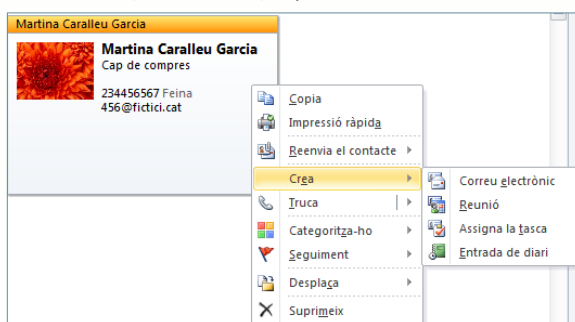 Martina Caralleu Garcia
Martina Caralleu Garcia
Cap de compres
234456567 Feina
456@fictici.cat
Copia
Impressió ràpida
Reenvia el contacte
Crea
Truca
Categoritza-ho
Seguiment
Desplaça
Suprimeix
Correu electrònic
Reunió
Assigna la tasca
Entrada de diari